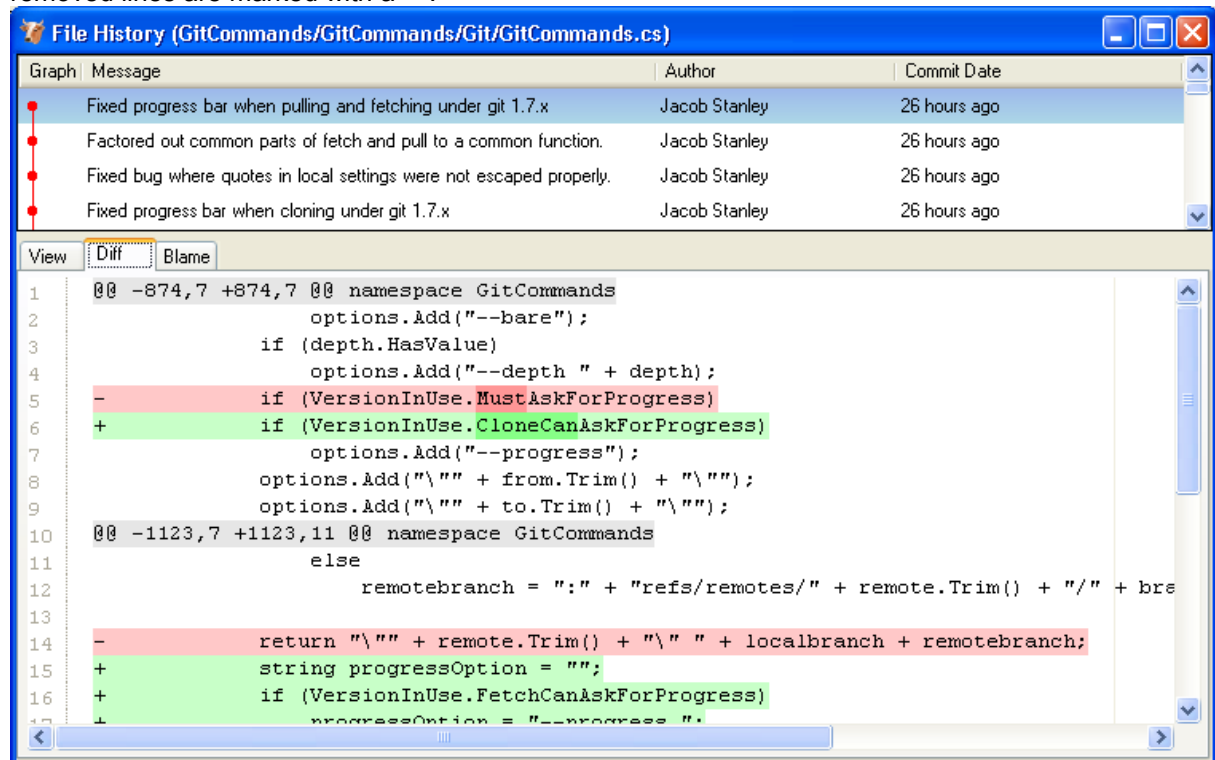 removed lines are marked with a
File History (GitCommands/GitCommands/Git/GitCommands.cs)
Graph Message Author Commit Date
Fixed progress bar when pulling and fetching under git 1.7.x Jacob Stanley 26 hours ago
Factored out common parts of fetch and pull to a common function. Jacob Stanley 26 hours ago
Fixed bug where quotes in local settings were not escaped properly. Jacob Stanley 26 hours ago
Fixed progress bar when cloning under git 1.7.x Jacob Stanley 26 hours ago
View Diff Blame
1 @@ -874,7 +874,7 @@ namespace GitCommands
2 options.Add("--bare");
3 if (depth.HasValue)
4 options.Add("--depth " + depth);
5 - if (VersionInUse.MustAskForProgress)
6 + if (VersionInUse.CloneCanAskForProgress)
7 options.Add("--progress");
8 options.Add("\"" + from.Trim() + "\"");
9 options.Add("\"" + to.Trim() + "\"");
10 @@ -1123,7 +1123,11 @@ namespace GitCommands
11 else
12 remotebranch = ":" + "refs/remotes/" + remote.Trim() + "/" + bra
13
14 - return "\"" + remote.Trim() + "\" " + localbranch + remotebranch;
15 + string progressOption = "";
16 + if (VersionInUse.FetchCanAskForProgress)
17 + progressOption = "--progress ";